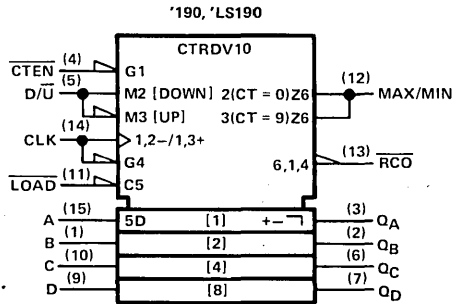 '190, 'LS190
CTRDV10
CTEN (4) G1
D/U (5) M2 [DOWN] 2(CT = 0)Z6 (12) MAX/MIN
M3 [UP] 3(CT = 9)Z6
CLK (14) 1,2−/1,3+
G4 6,1,4 (13) RCO
LOAD (11) C5
A (15) 5D [1] +− ¬ (3) QA
B (1) [2] (2) QB
C (10) [4] (6) QC
D (9) [8] (7) QD